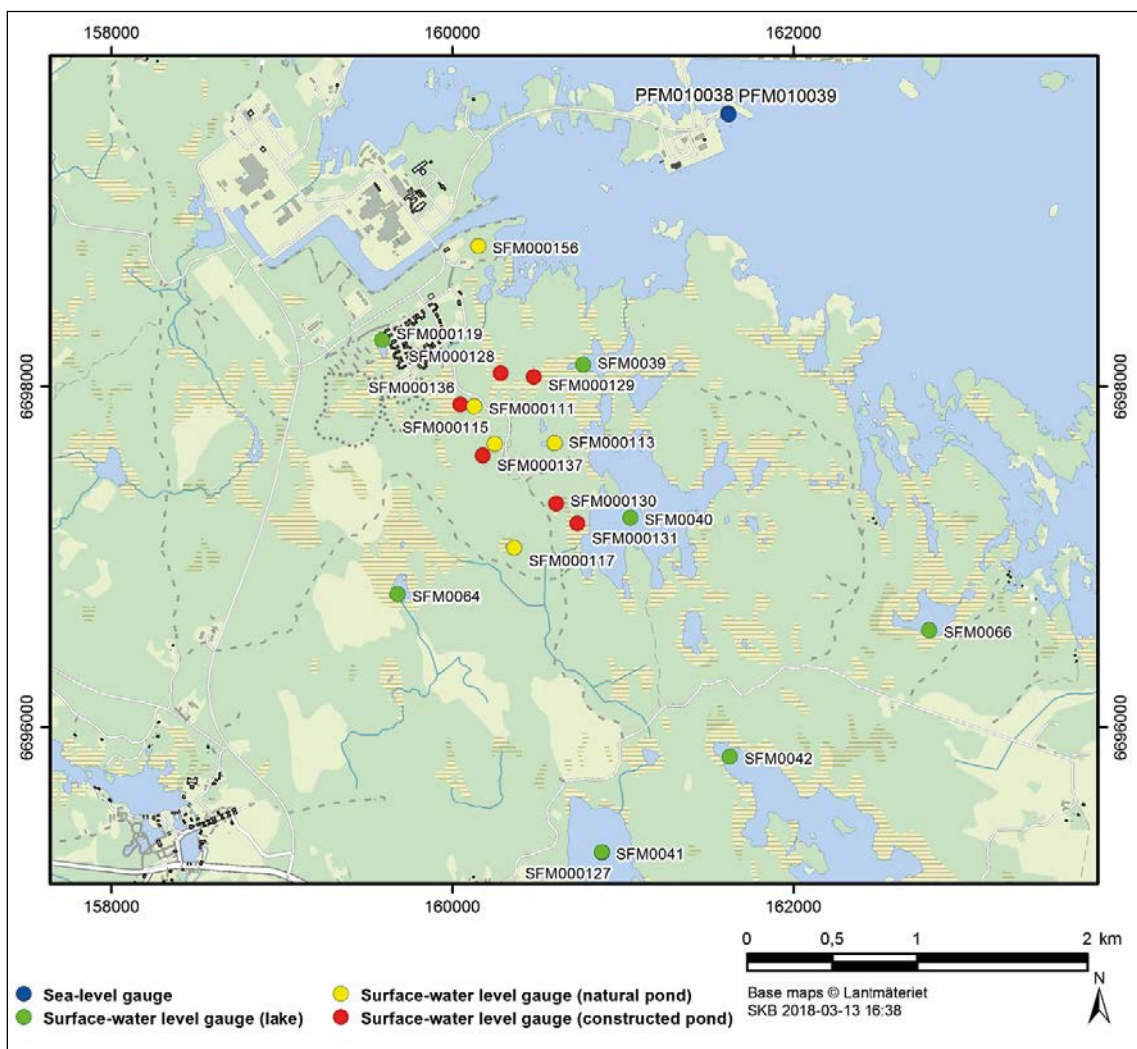 158000 160000 162000
PFM010038 PFM010039
SFM000156
SFM000119
SFM000128
SFM0039
6698000
6698000
SFM000136
SFM000129
SFM000111
SFM000115
SFM000113
SFM000137
SFM000130
SFM0040
SFM000131
SFM000117
SFM0064
SFM0066
6696000
6696000
SFM0042
SFM0041
SFM000127
158000 160000 162000
0 0,5 1 2 km
Sea-level gauge
Surface-water level gauge (lake)
Surface-water level gauge (natural pond)
Surface-water level gauge (constructed pond)
Base maps © Lantmäteriet
SKB 2018-03-13 16:38
N